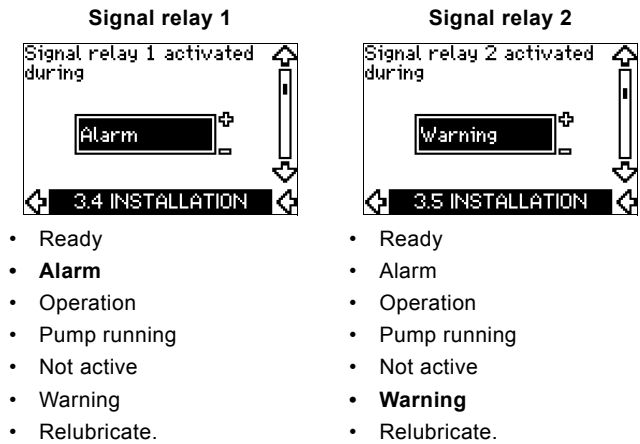 Signal relay 1
Signal relay 1 activated
during
Alarm
3.4 INSTALLATION
• Ready
• Alarm
• Operation
• Pump running
• Not active
• Warning
• Relubricate.
Signal relay 2
Signal relay 2 activated
during
Warning
3.5 INSTALLATION
• Ready
• Alarm
• Operation
• Pump running
• Not active
• Warning
• Relubricate.